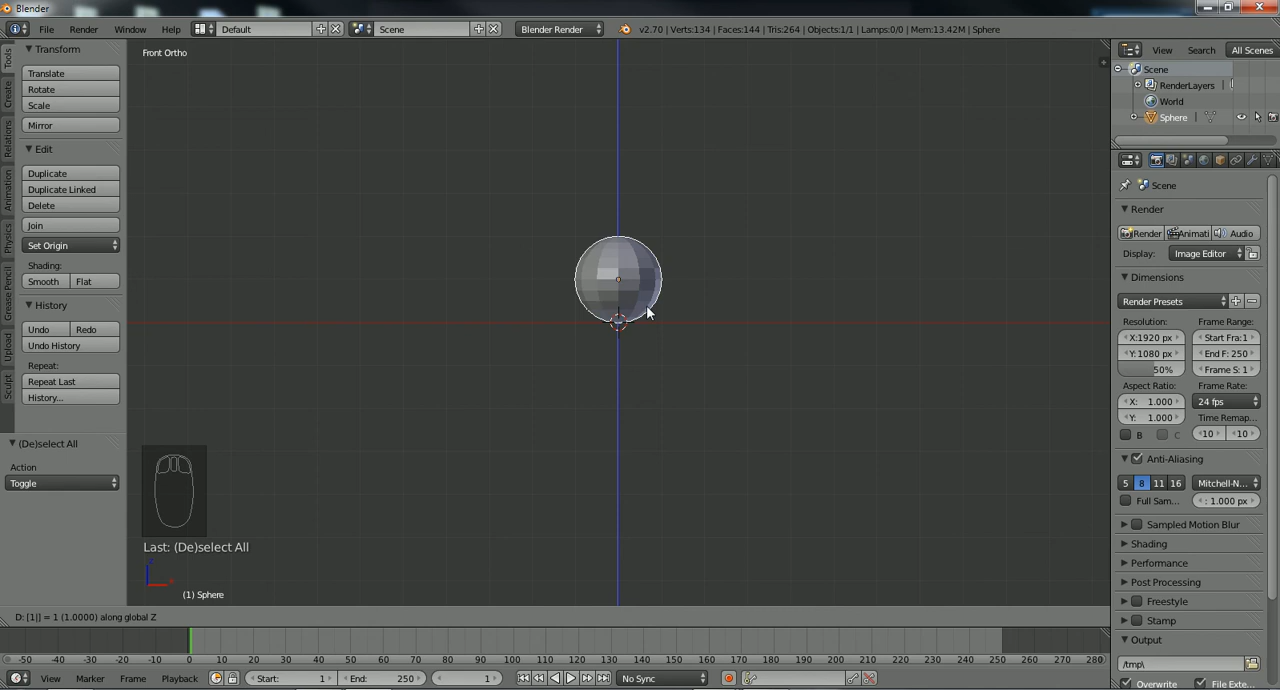 Blender
File Render Window Help Default Scene Blender Render v2.70 | Verts:134 | Faces:144 | Tris:264 | Objects:1/1 | Lamps:0/0 | Mem:13.42M | Sphere
Tools
Create
Relations
Animation
Physics
Grease Pencil
Upload
Sculpt
Transform
Translate
Rotate
Scale
Mirror
Edit
Duplicate
Duplicate Linked
Delete
Join
Set Origin
Shading:
Smooth Flat
History
Undo Redo
Undo History
Repeat:
Repeat Last
History...
(De)select All
Action
Toggle
Front Ortho
Last: (De)select All
(1) Sphere
D: [1|] = 1 (1.0000) along global Z
View Search All Scenes
Scene
RenderLayers
World
Sphere
Scene
Render
Render Animati Audio
Display: Image Editor
Dimensions
Render Presets
Resolution: Frame Range:
X:1920 px Start Fra:1
Y:1080 px End F: 250
50% Frame S: 1
Aspect Ratio: Frame Rate:
X: 1.000 24 fps
Y: 1.000 Time Remap...
B C 10 10
Anti-Aliasing
5 8 11 16 Mitchell-N...
Full Sam... : 1.000 px
Sampled Motion Blur
Shading
Performance
Post Processing
Freestyle
Stamp
Output
/tmp\
Overwrite File Exte...
-50 -40 -30 -20 -10 0 10 20 30 40 50 60 70 80 90 100 110 120 130 140 150 160 170 180 190 200 210 220 230 240 250 260 270 280
View Marker Frame Playback Start: 1 End: 250 1 No Sync